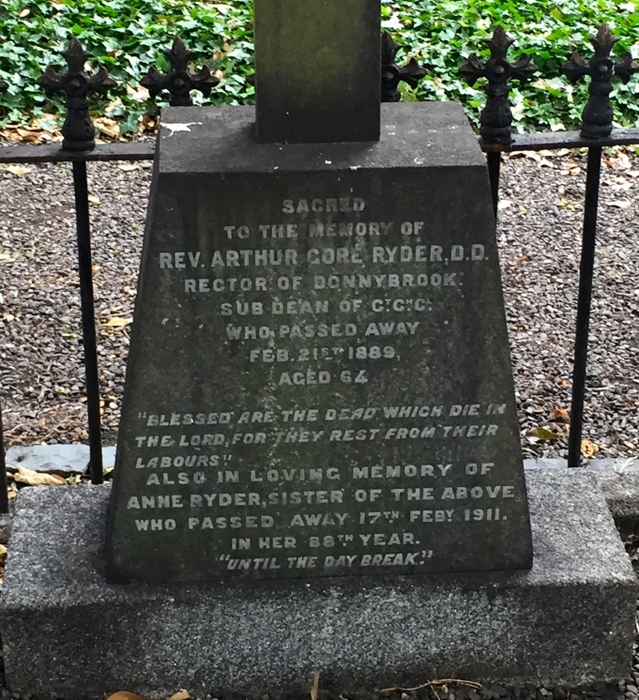 SACRED
TO THE MEMORY OF
REV. ARTHUR GORE RYDER, D.D.
RECTOR OF DONNYBROOK.
SUB DEAN OF CT. CH. C.
WHO PASSED AWAY
FEB. 21ST 1889,
AGED 64
"BLESSED ARE THE DEAD WHICH DIE IN
THE LORD, FOR THEY REST FROM THEIR
LABOURS"
ALSO IN LOVING MEMORY OF
ANNE RYDER, SISTER OF THE ABOVE
WHO PASSED AWAY 17TH FEBY. 1911.
IN HER 88TH YEAR.
"UNTIL THE DAY BREAK."